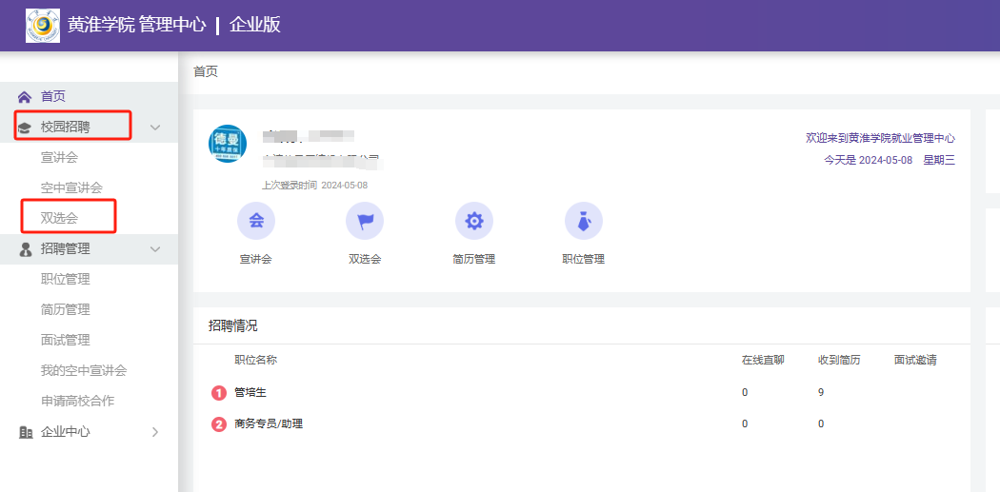 黄淮学院 管理中心 | 企业版
首页
首页
校园招聘
宣讲会
空中宣讲会
双选会
招聘管理
职位管理
简历管理
面试管理
我的空中宣讲会
申请高校合作
企业中心
德曼
十年质保
欢迎来到黄淮学院就业管理中心
今天是 2024-05-08 星期三
上次登录时间 2024-05-08
会
宣讲会 双选会 简历管理 职位管理
招聘情况
职位名称 在线直聊 收到简历 面试邀请
1 管培生 0 9
2 商务专员/助理 0 0